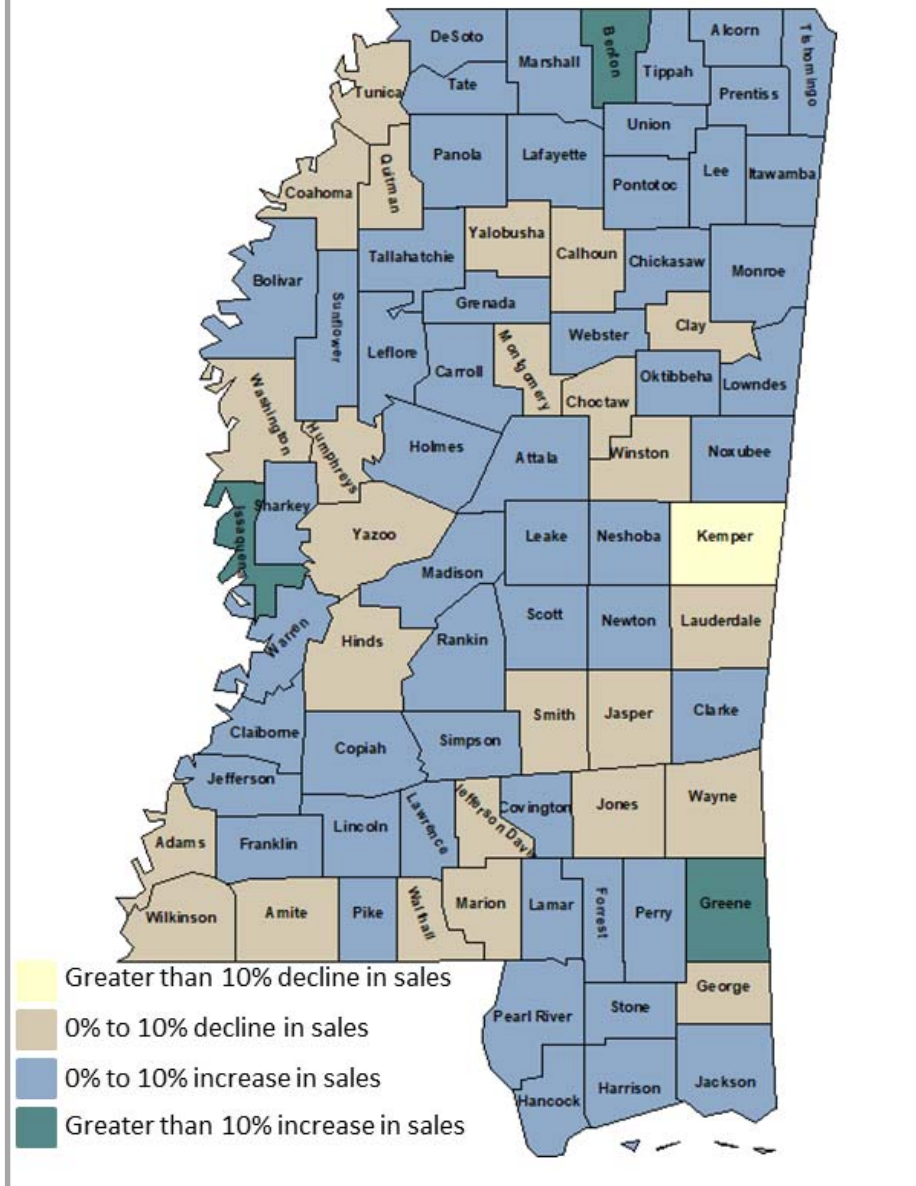 DeSoto
Marshall
Benton
Tippah
Alcorn
Tishomingo
Tunica
Tate
Prentiss
Union
Panola
Lafayette
Pontotoc
Lee
Itawamba
Coahoma
Quitman
Yalobusha
Calhoun
Chickasaw
Monroe
Bolivar
Sunflower
Tallahatchie
Grenada
Leflore
Carroll
Montgomery
Webster
Clay
Choctaw
Oktibbeha
Lowndes
Washington
Humphreys
Holmes
Attala
Winston
Noxubee
Issaquena
Sharkey
Yazoo
Madison
Leake
Neshoba
Kemper
Warren
Hinds
Rankin
Scott
Newton
Lauderdale
Claiborne
Copiah
Simpson
Smith
Jasper
Clarke
Jefferson
Lincoln
Lawrence
Jefferson Davis
Covington
Jones
Wayne
Adams
Franklin
Wilkinson
Amite
Pike
Walthall
Marion
Lamar
Forrest
Perry
Greene
Pearl River
Stone
George
Hancock
Harrison
Jackson
Greater than 10% decline in sales
0% to 10% decline in sales
0% to 10% increase in sales
Greater than 10% increase in sales